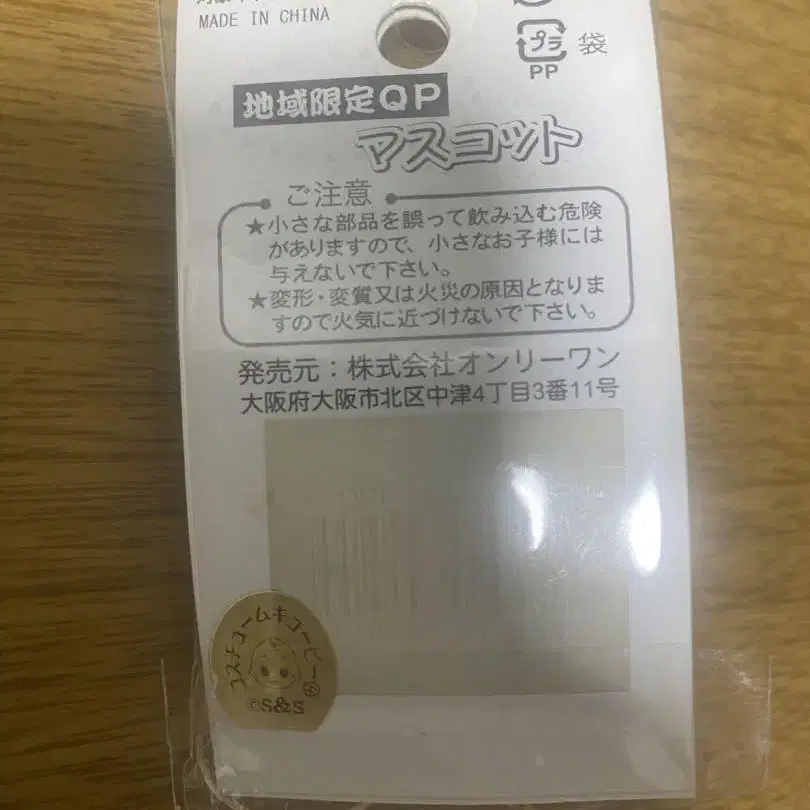 MADE IN CHINA
プラ
PP
袋
地域限定QP
マスコット
ご注意
★小さな部品を誤って飲み込む危険
がありますので、小さなお子様には
与えないで下さい。
★変形・変質又は火災の原因となりま
すので火気に近づけないで下さい。
発売元：株式会社オンリーワン
大阪府大阪市北区中津4丁目3番11号
コスチュームキューピー
©S&S